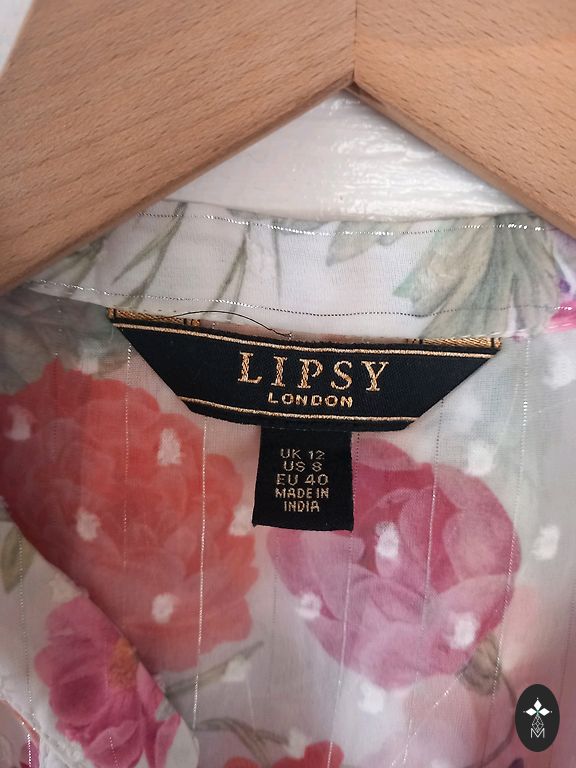 LIPSY
LONDON
UK 12
US 8
EU 40
MADE IN
INDIA
M